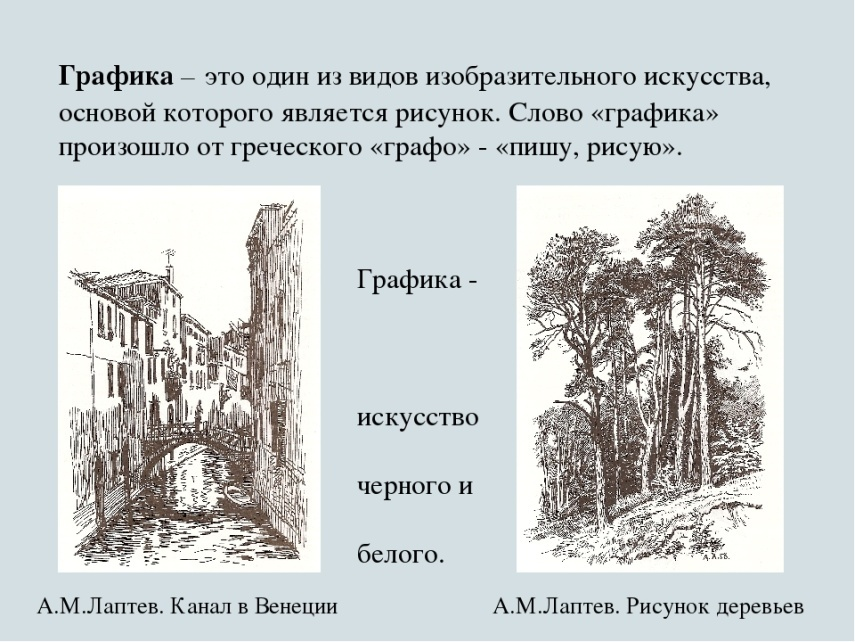 Графика – это один из видов изобразительного искусства,
основой которого является рисунок. Слово «графика»
произошло от греческого «графо» - «пишу, рисую».
Графика -
искусство
черного и
белого.
А.М.Лаптев. Канал в Венеции
А.М.Лаптев. Рисунок деревьев